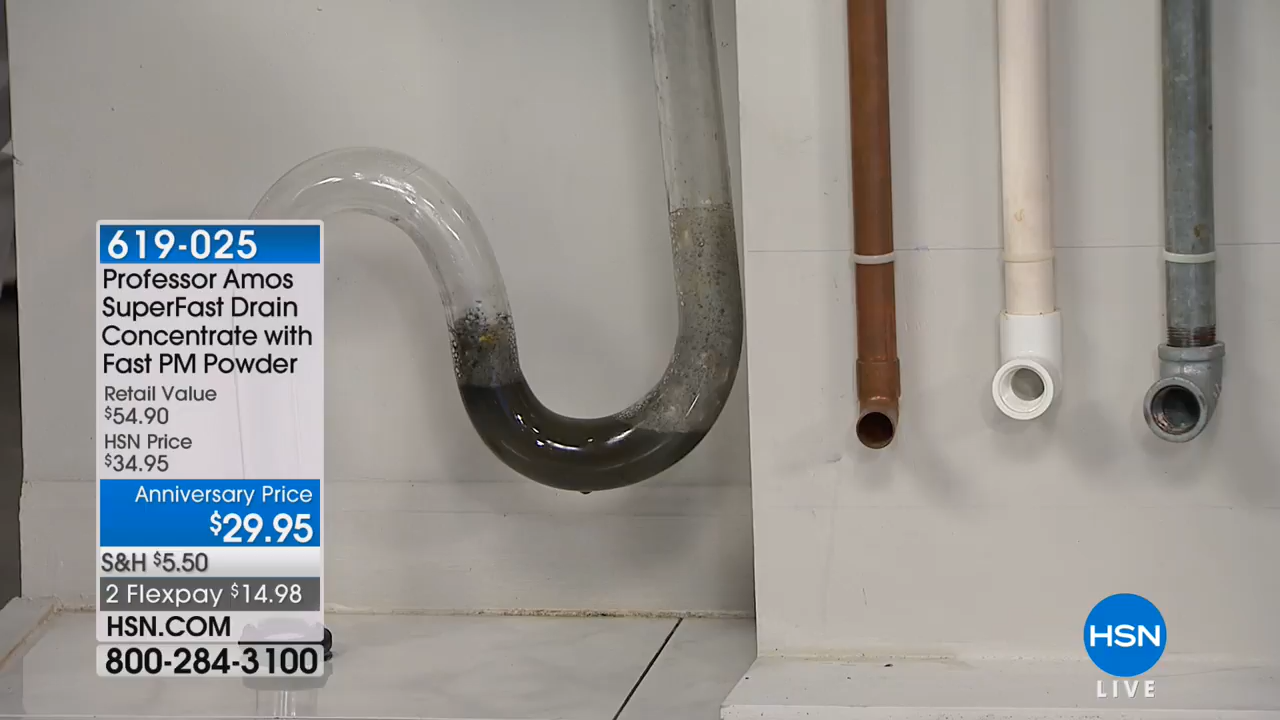 619-025
Professor Amos
SuperFast Drain
Concentrate with
Fast PM Powder
Retail Value
$54.90
HSN Price
$34.95
Anniversary Price
$29.95
S&H $5.50
2 Flexpay $14.98
HSN.COM
800-284-3100
HSN
LIVE